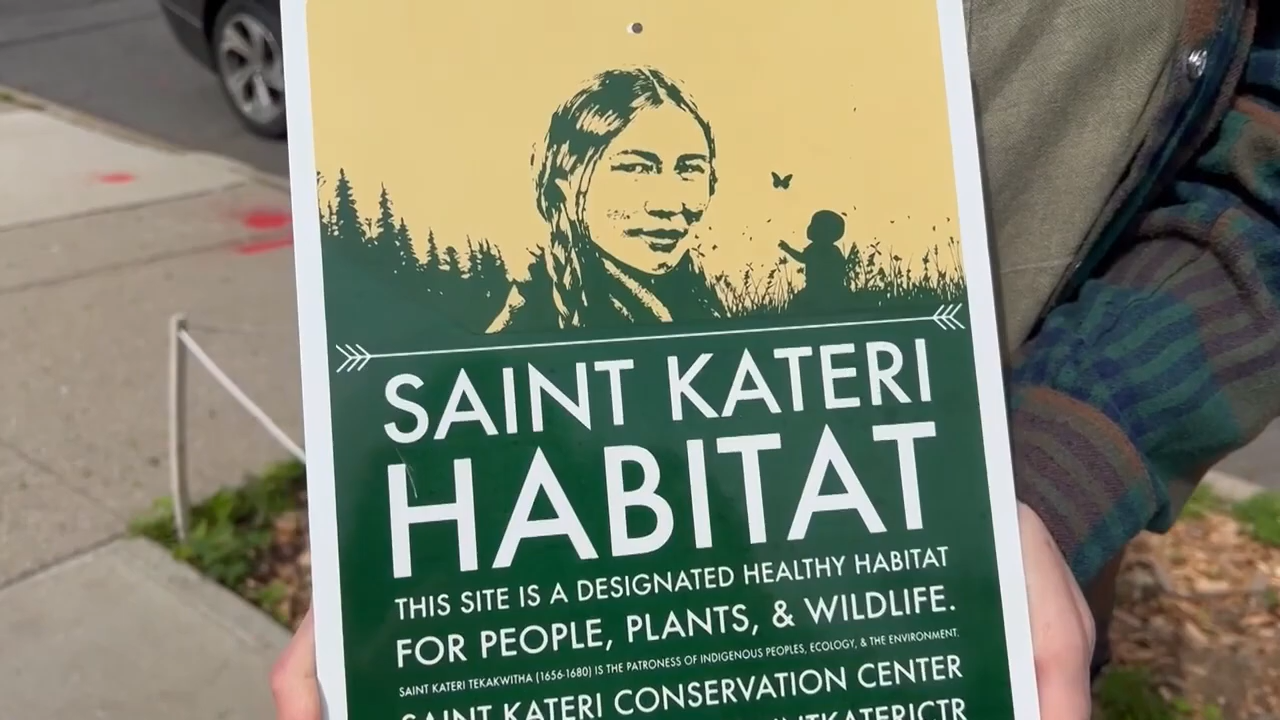 SAINT KATERI
HABITAT
THIS SITE IS A DESIGNATED HEALTHY HABITAT
FOR PEOPLE, PLANTS, & WILDLIFE.
SAINT KATERI TEKAKWITHA (1656-1680) IS THE PATRONESS OF INDIGENOUS PEOPLES, ECOLOGY, & THE ENVIRONMENT.
SAINT KATERI CONSERVATION CENTER